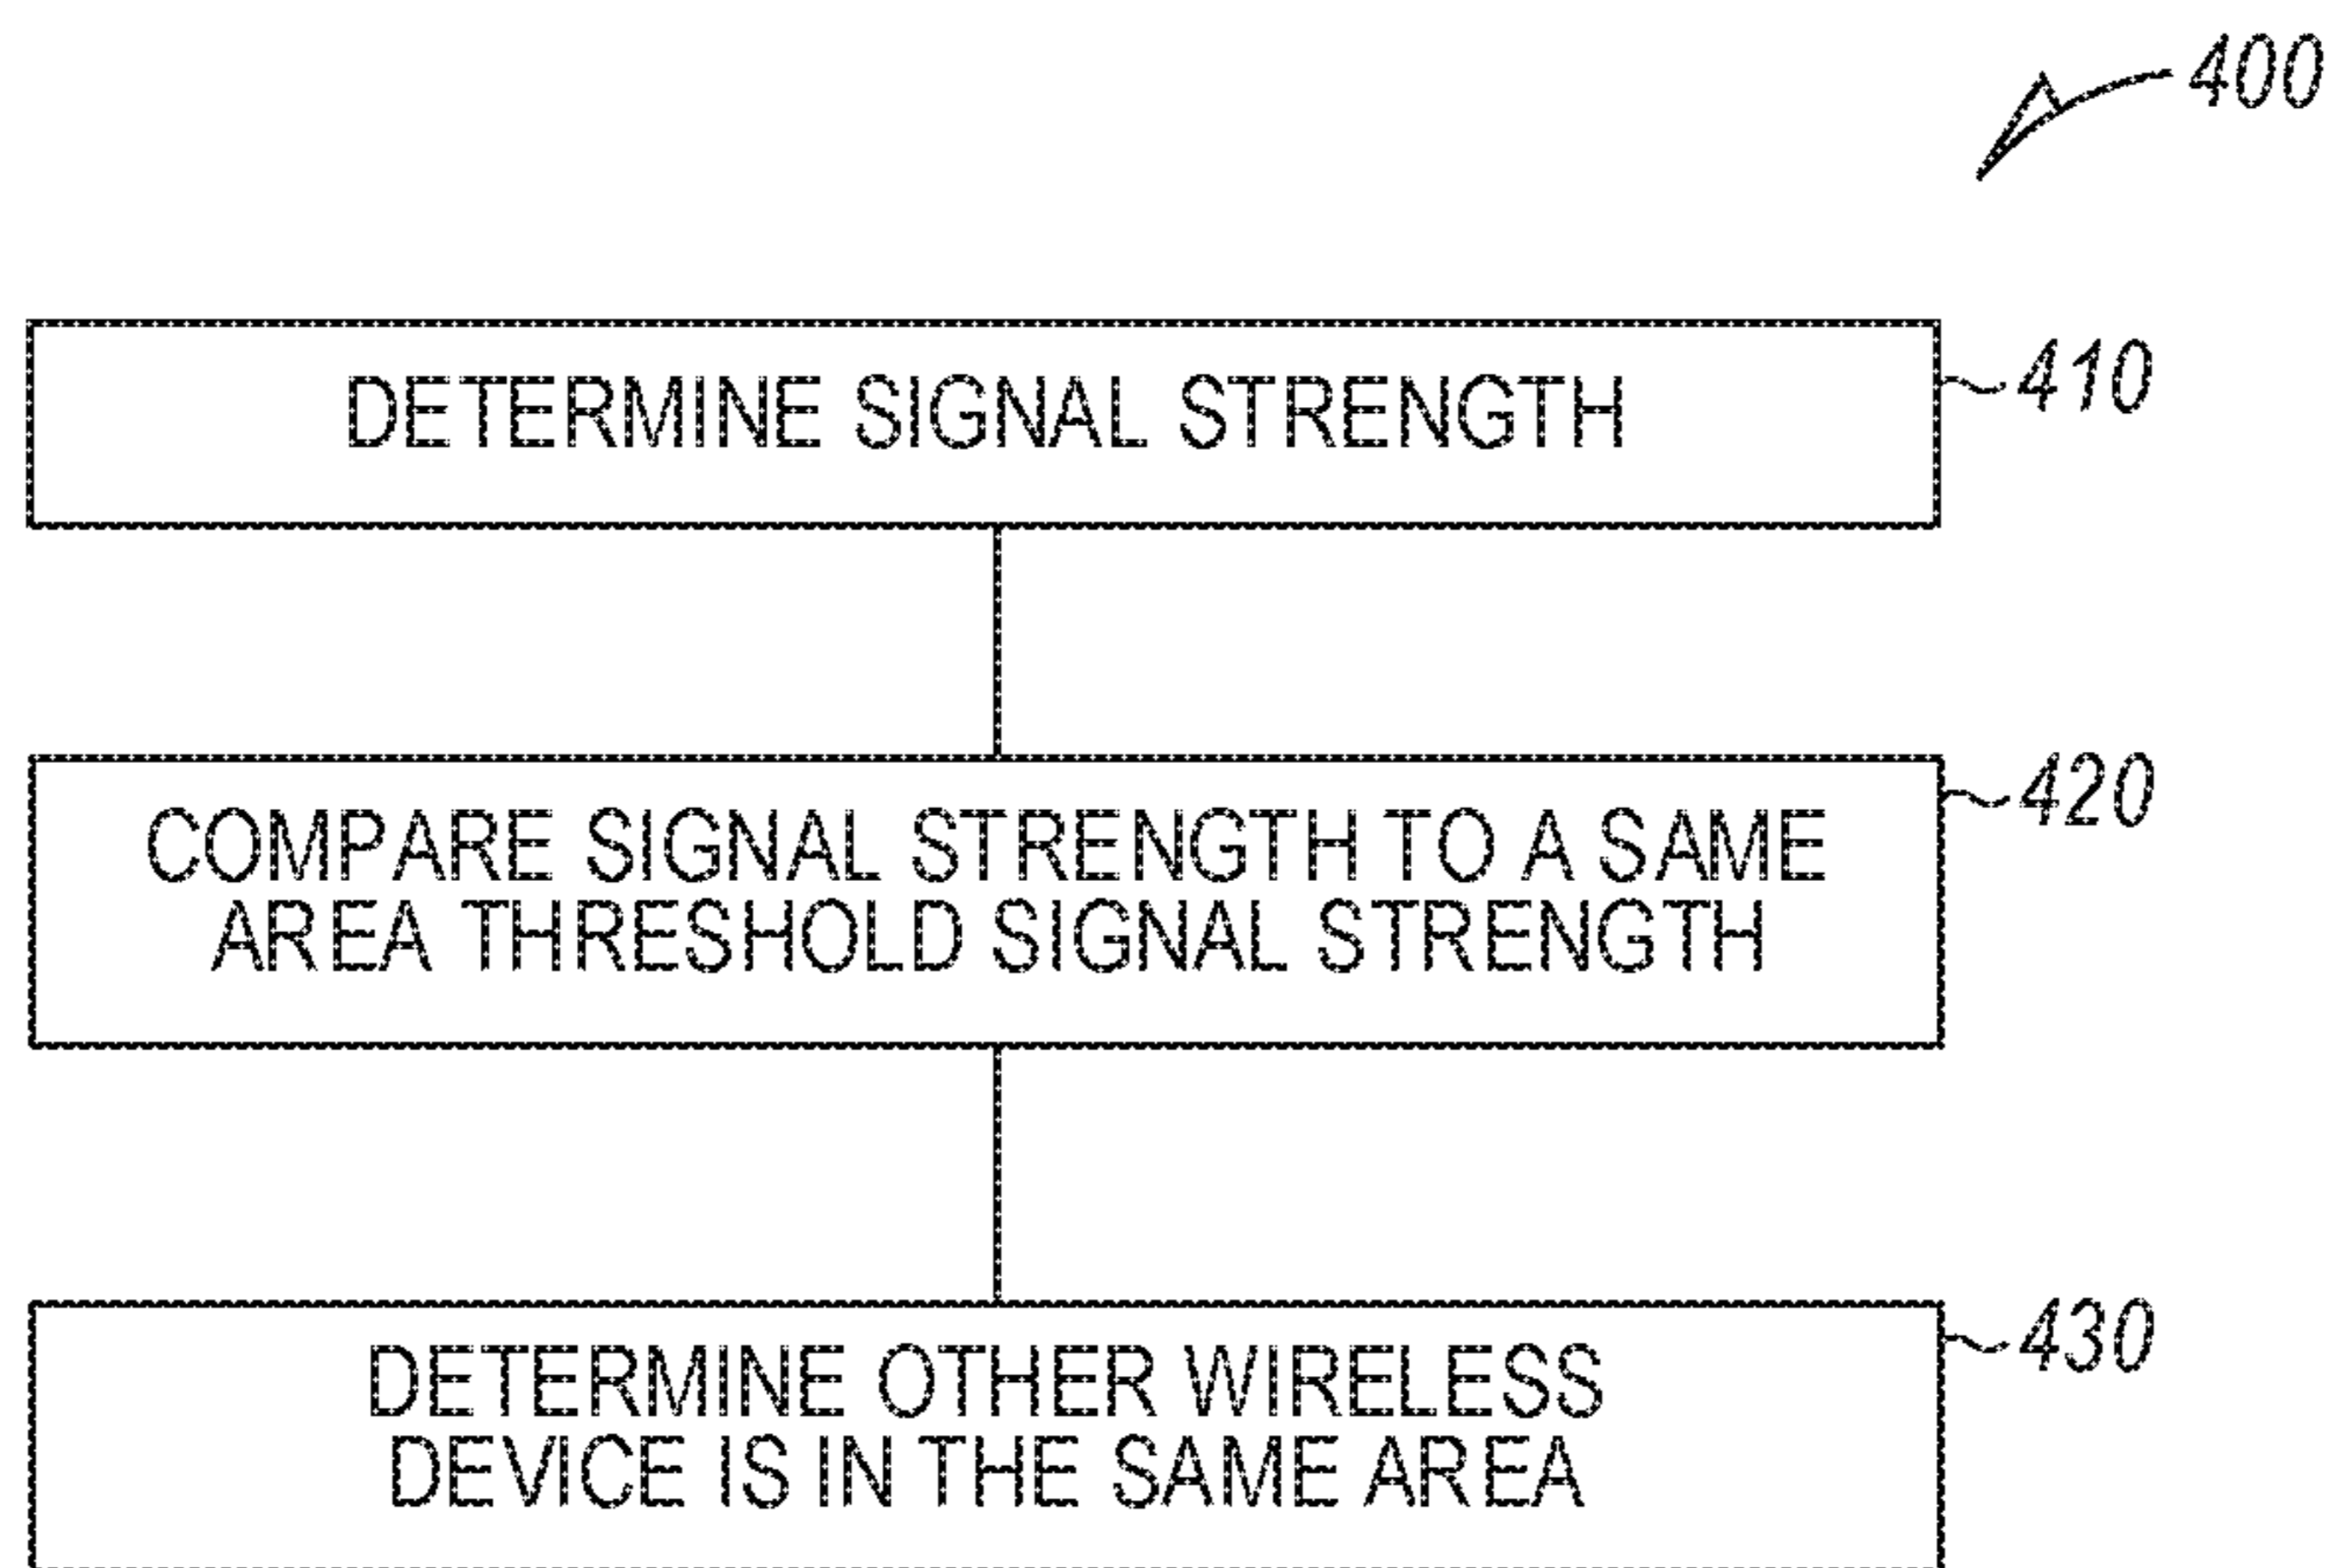 400
DETERMINE SIGNAL STRENGTH
410
COMPARE SIGNAL STRENGTH TO A SAME
AREA THRESHOLD SIGNAL STRENGTH
420
DETERMINE OTHER WIRELESS
DEVICE IS IN THE SAME AREA
430